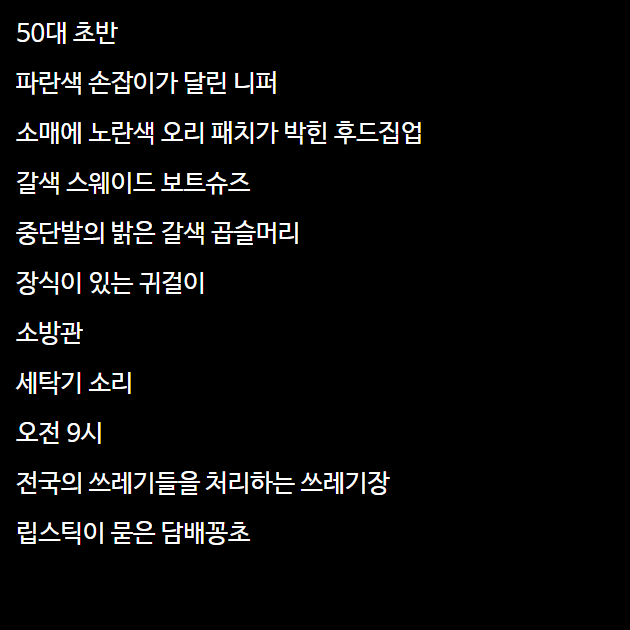 50대 초반
파란색 손잡이가 달린 니퍼
소매에 노란색 오리 패치가 박힌 후드집업
갈색 스웨이드 보트슈즈
중단발의 밝은 갈색 곱슬머리
장식이 있는 귀걸이
소방관
세탁기 소리
오전 9시
전국의 쓰레기들을 처리하는 쓰레기장
립스틱이 묻은 담배꽁초